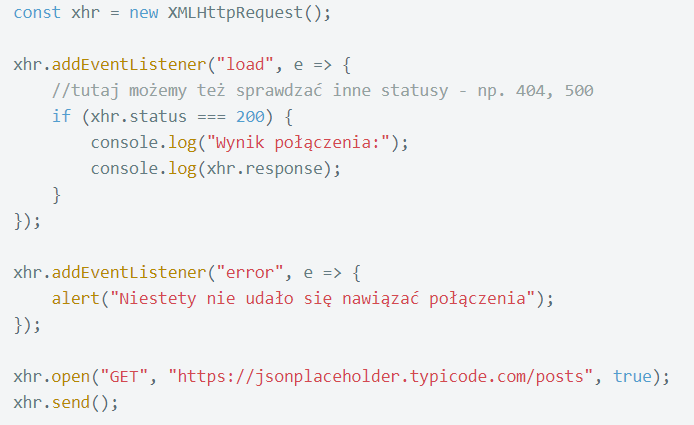 const xhr = new XMLHttpRequest();

xhr.addEventListener("load", e => {
    //tutaj możemy też sprawdzać inne statusy - np. 404, 500
    if (xhr.status === 200) {
        console.log("Wynik połączenia:");
        console.log(xhr.response);
    }
});

xhr.addEventListener("error", e => {
    alert("Niestety nie udało się nawiązać połączenia");
});

xhr.open("GET", "https://jsonplaceholder.typicode.com/posts", true);
xhr.send();